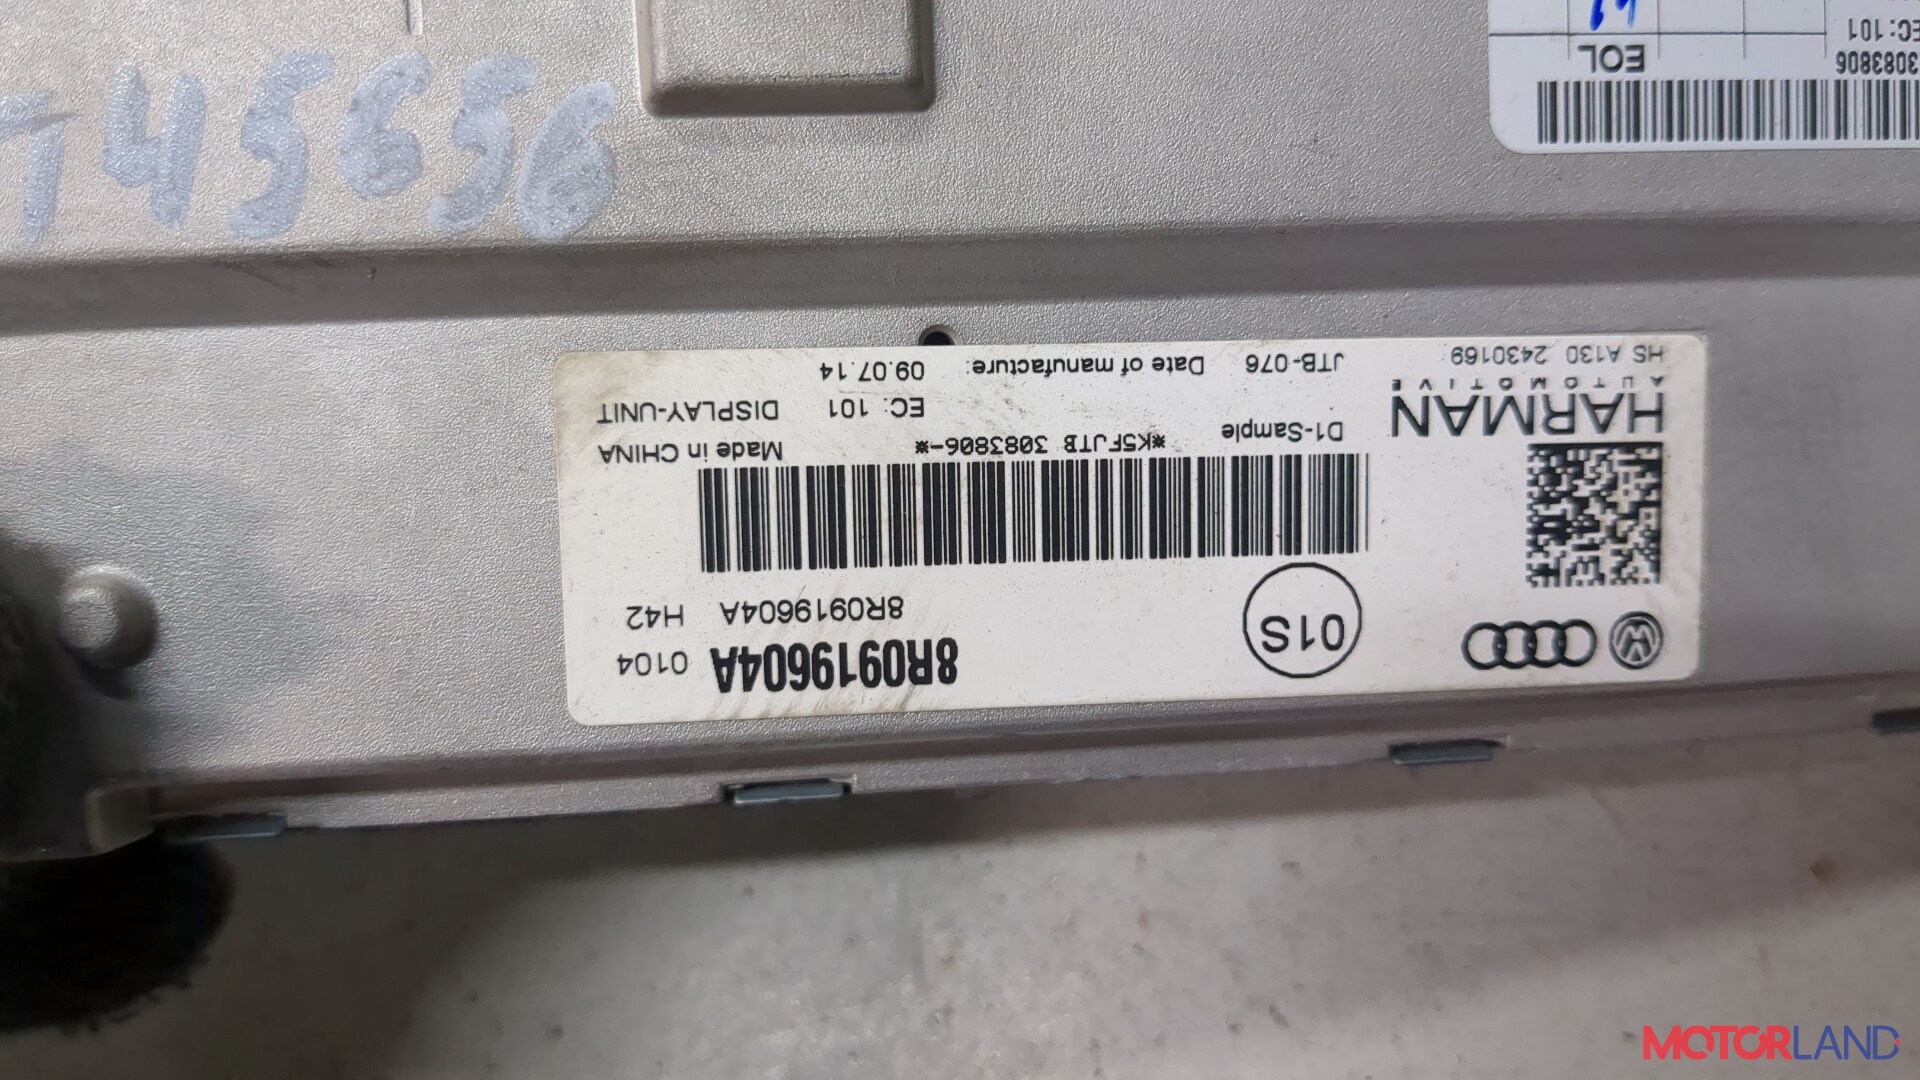 45656
3083806
EOL
EC: 101
01S
8R0919604A 0104
8R0919604A H42
HARMAN
AUTOMOTIVE
D1-Sample *K5FJTB 3083806-* Made in CHINA
EC: 101 DISPLAY-UNIT
HS A130 2430169 JTB-076 Date of manufacture: 09.07.14
MOTORLAND